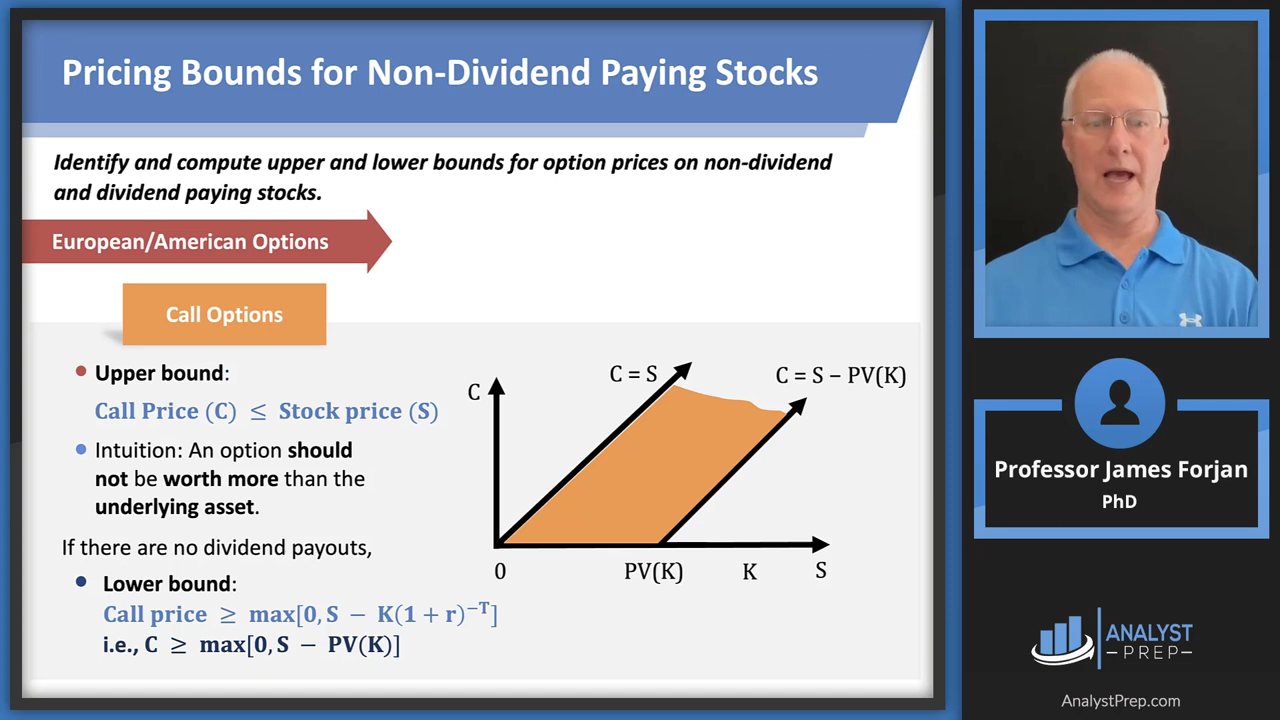 Pricing Bounds for Non-Dividend Paying Stocks
Identify and compute upper and lower bounds for option prices on non-dividend
and dividend paying stocks.
European/American Options
Call Options
Upper bound:
Call Price (C) ≤ Stock price (S)
Intuition: An option should
not be worth more than the
underlying asset.
If there are no dividend payouts,
Lower bound:
Call price ≥ max[0, S − K(1 + r)⁻ᵀ]
i.e., C ≥ max[0, S − PV(K)]
C
C = S
C = S − PV(K)
0
PV(K)
K
S
Professor James Forjan
PhD
ANALYST
PREP
AnalystPrep.com